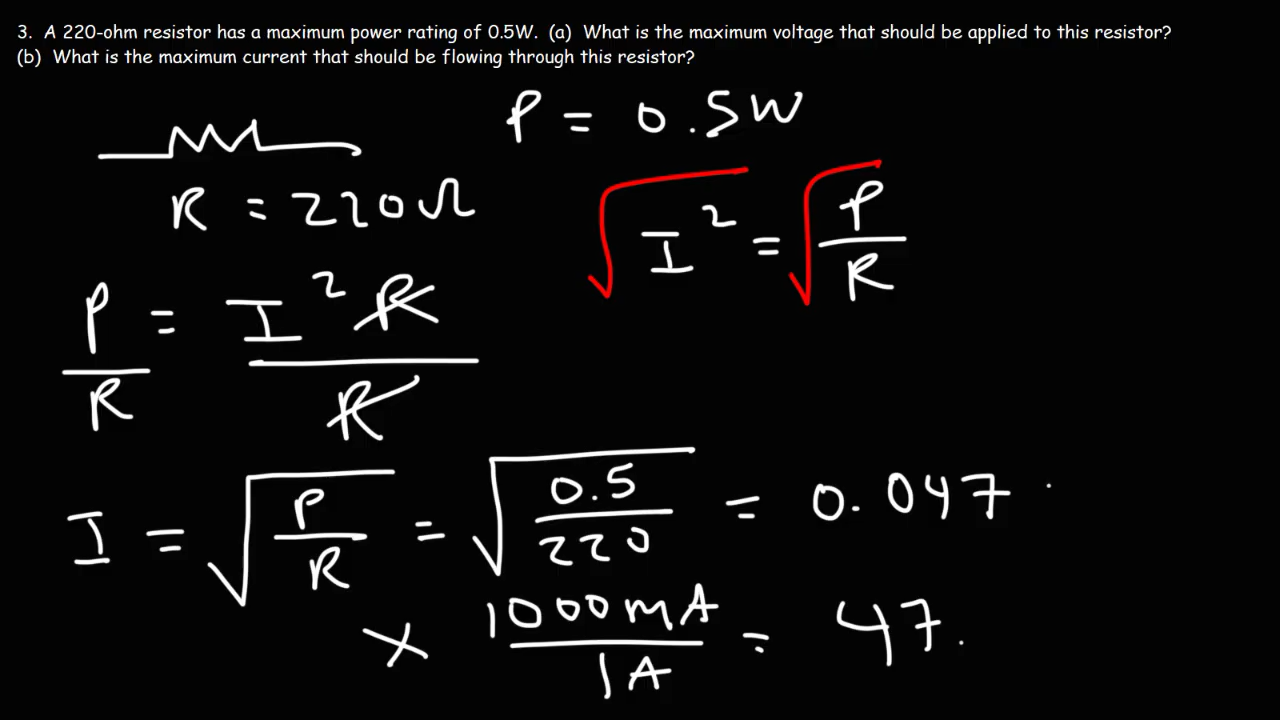 3. A 220-ohm resistor has a maximum power rating of 0.5W. (a) What is the maximum voltage that should be applied to this resistor?
(b) What is the maximum current that should be flowing through this resistor?
P = 0.5W
R = 220Ω
√I² = √P/R
P/R = I²R/R
I = √P/R = √0.5/220 = 0.047
× 1000mA/1A = 47.